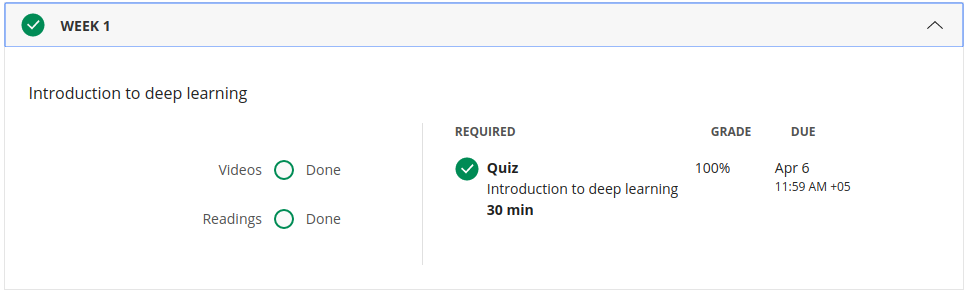 WEEK 1
Introduction to deep learning
Videos Done
Readings Done
REQUIRED GRADE DUE
Quiz 100% Apr 6
Introduction to deep learning 11:59 AM +05
30 min